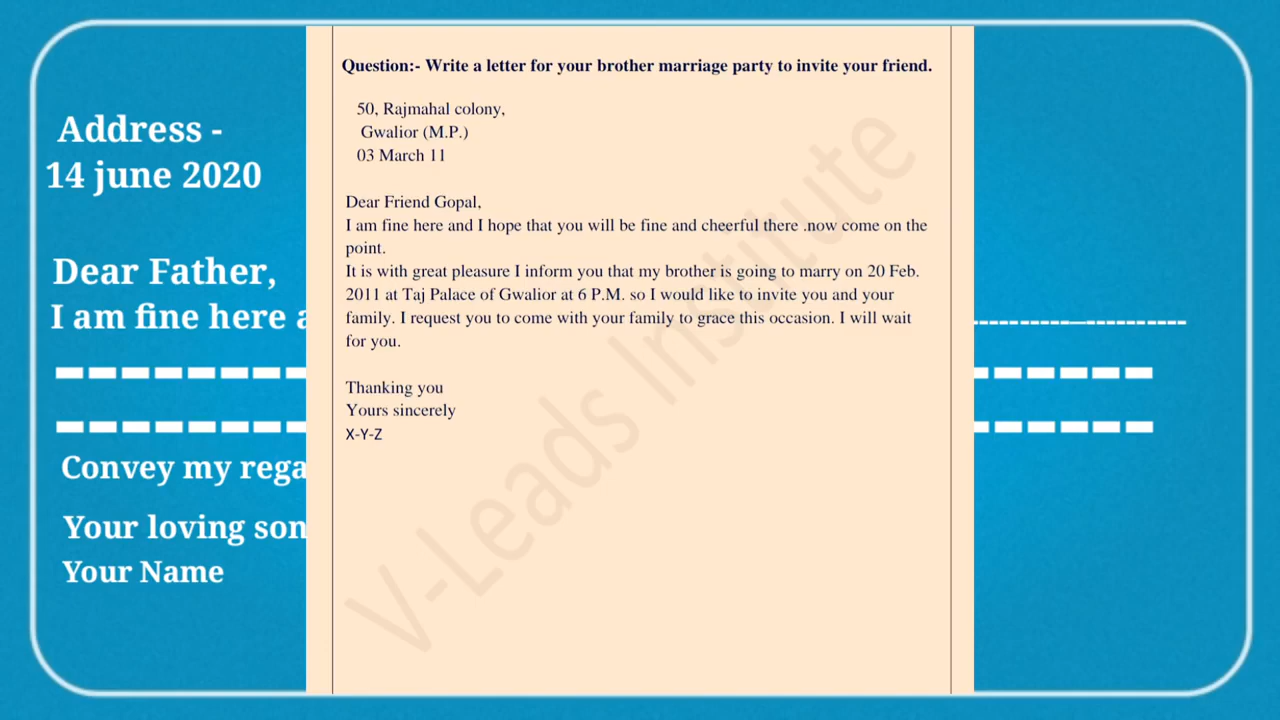 Address -
14 june 2020
Dear Father,
I am fine here
Convey my
Your loving son
Your Name
Question:- Write a letter for your brother marriage party to invite your friend.
50, Rajmahal colony,
Gwalior (M.P.)
03 March 11
Dear Friend Gopal,
I am fine here and I hope that you will be fine and cheerful there .now come on the
point.
It is with great pleasure I inform you that my brother is going to marry on 20 Feb.
2011 at Taj Palace of Gwalior at 6 P.M. so I would like to invite you and your
family. I request you to come with your family to grace this occasion. I will wait
for you.
Thanking you
Yours sincerely
X-Y-Z
V-Leads Institute